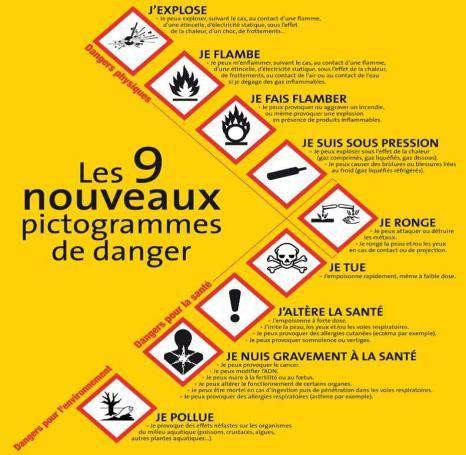 J'EXPLOSE
- Je peux exploser, suivant le cas, au contact d'une flamme,
d'une étincelle, d'électricité statique, sous l'effet
de la chaleur, d'un choc, de frottements...
JE FLAMBE
- Je peux m'enflammer, suivant le cas, au contact d'une flamme,
d'une étincelle, d'électricité statique, sous l'effet de la chaleur,
de frottements, au contact de l'air ou au contact de l'eau
si je dégage des gaz inflammables.
Dangers physiques
JE FAIS FLAMBER
- Je peux provoquer ou aggraver un incendie,
ou même provoquer une explosion
en présence de produits inflammables.
JE SUIS SOUS PRESSION
- Je peux exploser sous l'effet de la chaleur
(gaz comprimés, gaz liquéfiés, gaz dissous).
- Je peux causer des brûlures ou blessures liées
au froid (gaz liquéfiés réfrigérés).
Les 9
nouveaux
pictogrammes
de danger
JE RONGE
- Je peux attaquer ou détruire
les métaux.
- Je ronge la peau et/ou les yeux
en cas de contact ou de projection.
JE TUE
- J'empoisonne rapidement, même à faible dose.
Dangers pour la santé
J'ALTÈRE LA SANTÉ
- J'empoisonne à forte dose.
- J'irrite la peau, les yeux et/ou les voies respiratoires.
- Je peux provoquer des allergies cutanées (eczéma par exemple).
- Je peux provoquer somnolence ou vertiges.
JE NUIS GRAVEMENT À LA SANTÉ
- Je peux provoquer le cancer.
- Je peux modifier l'ADN.
- Je peux nuire à la fertilité ou au fœtus.
- Je peux altérer le fonctionnement de certains organes.
- Je peux être mortel en cas d'ingestion puis de pénétration dans les voies respiratoires.
- Je peux provoquer des allergies respiratoires (asthme par exemple).
Dangers pour l'environnement
JE POLLUE
- Je provoque des effets néfastes sur les organismes
du milieu aquatique (poissons, crustacés, algues,
autres plantes aquatiques...).